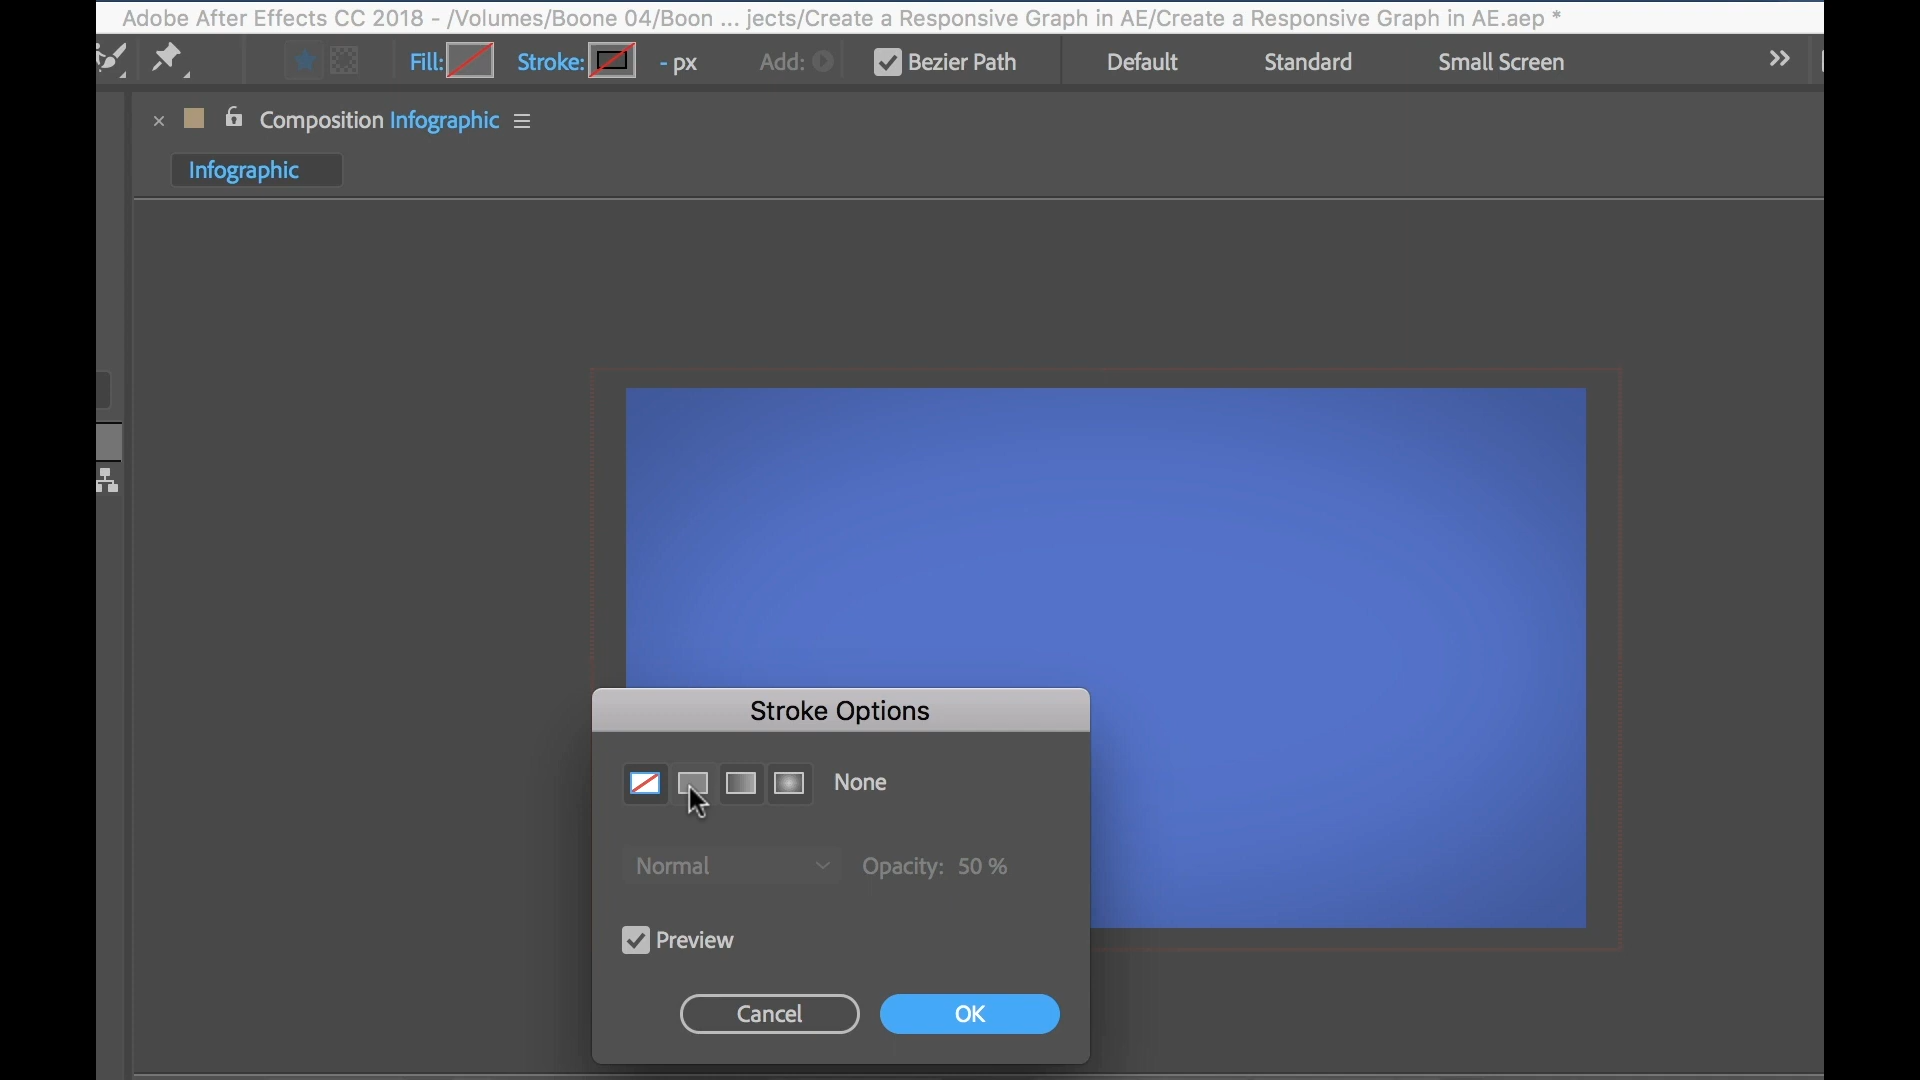 Adobe After Effects CC 2018 - /Volumes/Boone 04/Boon ... jects/Create a Responsive Graph in AE/Create a Responsive Graph in AE.aep *
Fill: Stroke: - px Add: Bezier Path Default Standard Small Screen
Composition Infographic
Infographic
Stroke Options
None
Normal Opacity: 50 %
Preview
Cancel OK